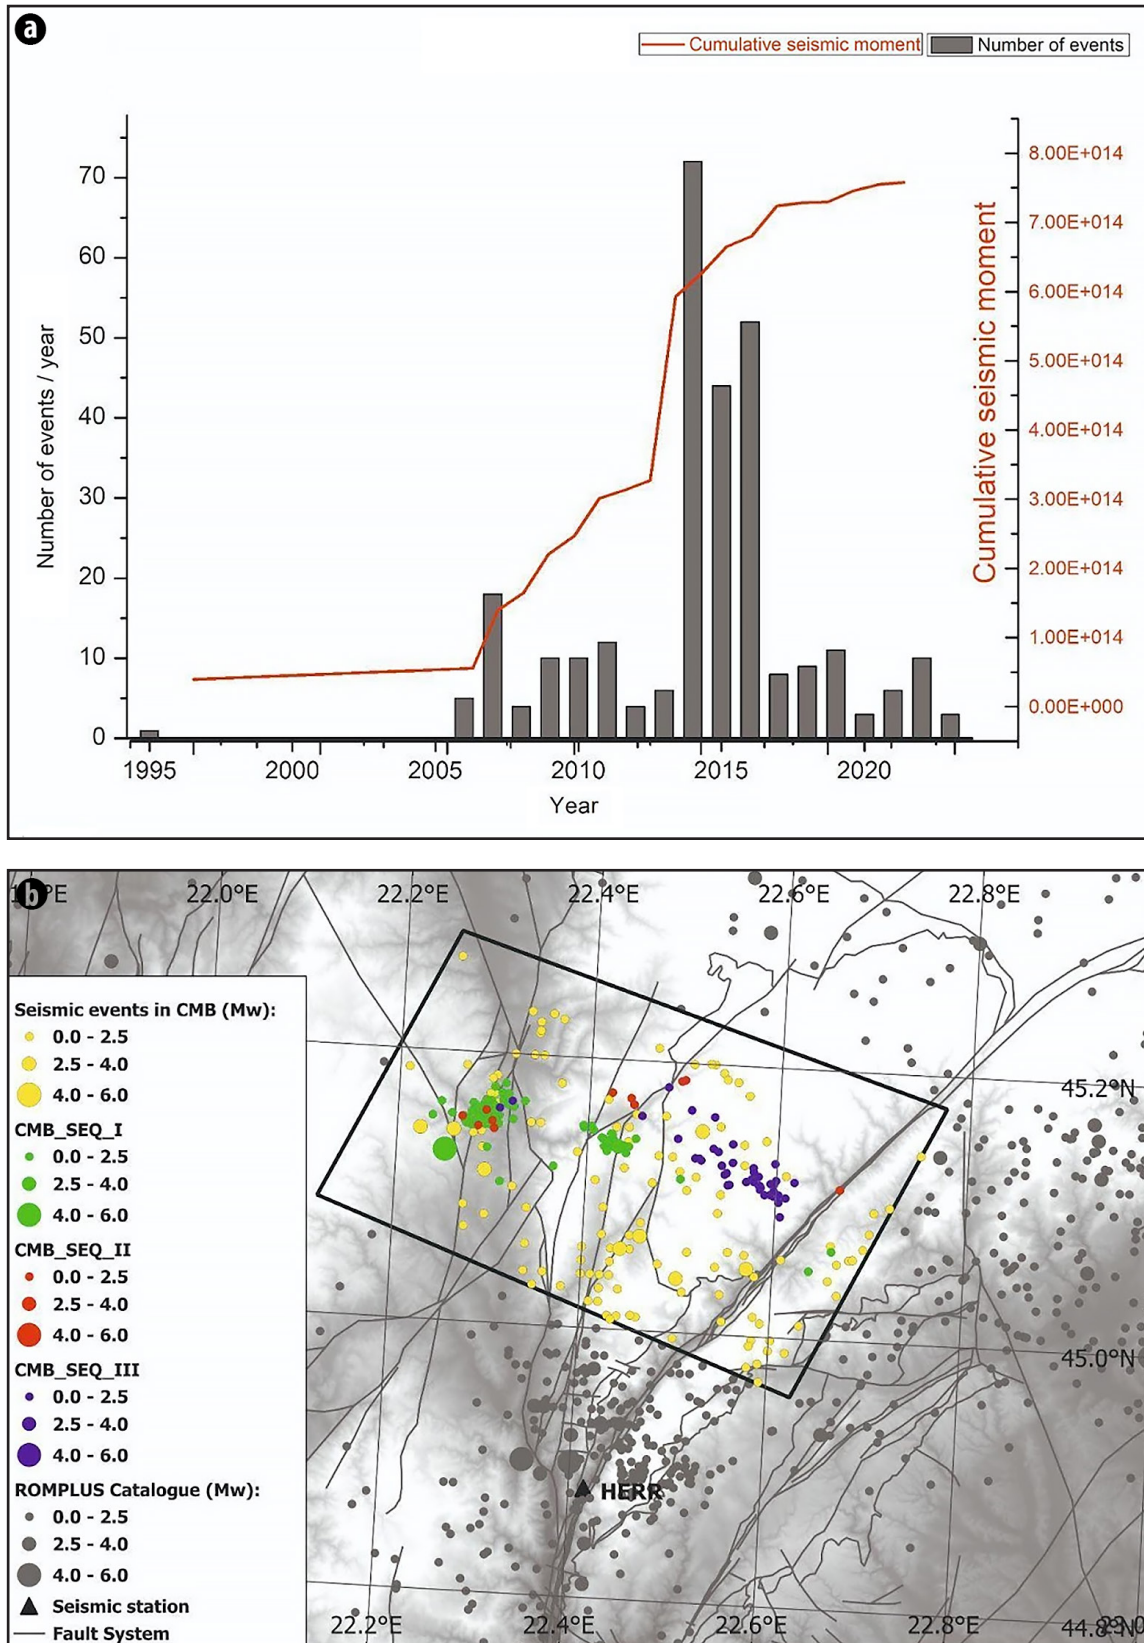 a
Cumulative seismic moment
Number of events
70
60
50
40
30
20
10
0
Number of events / year
8.00E+014
7.00E+014
6.00E+014
5.00E+014
4.00E+014
3.00E+014
2.00E+014
1.00E+014
0.00E+000
Cumulative seismic moment
1995 2000 2005 2010 2015 2020
Year
b
22.0°E 22.2°E 22.4°E 22.6°E 22.8°E
Seismic events in CMB (Mw):
0.0 - 2.5
2.5 - 4.0
4.0 - 6.0
CMB_SEQ_I
0.0 - 2.5
2.5 - 4.0
4.0 - 6.0
CMB_SEQ_II
0.0 - 2.5
2.5 - 4.0
4.0 - 6.0
CMB_SEQ_III
0.0 - 2.5
2.5 - 4.0
4.0 - 6.0
ROMPLUS Catalogue (Mw):
0.0 - 2.5
2.5 - 4.0
4.0 - 6.0
Seismic station
Fault System
45.2°N
45.0°N
HERR
22.2°E 22.4°E 22.6°E 22.8°E 44.8°N